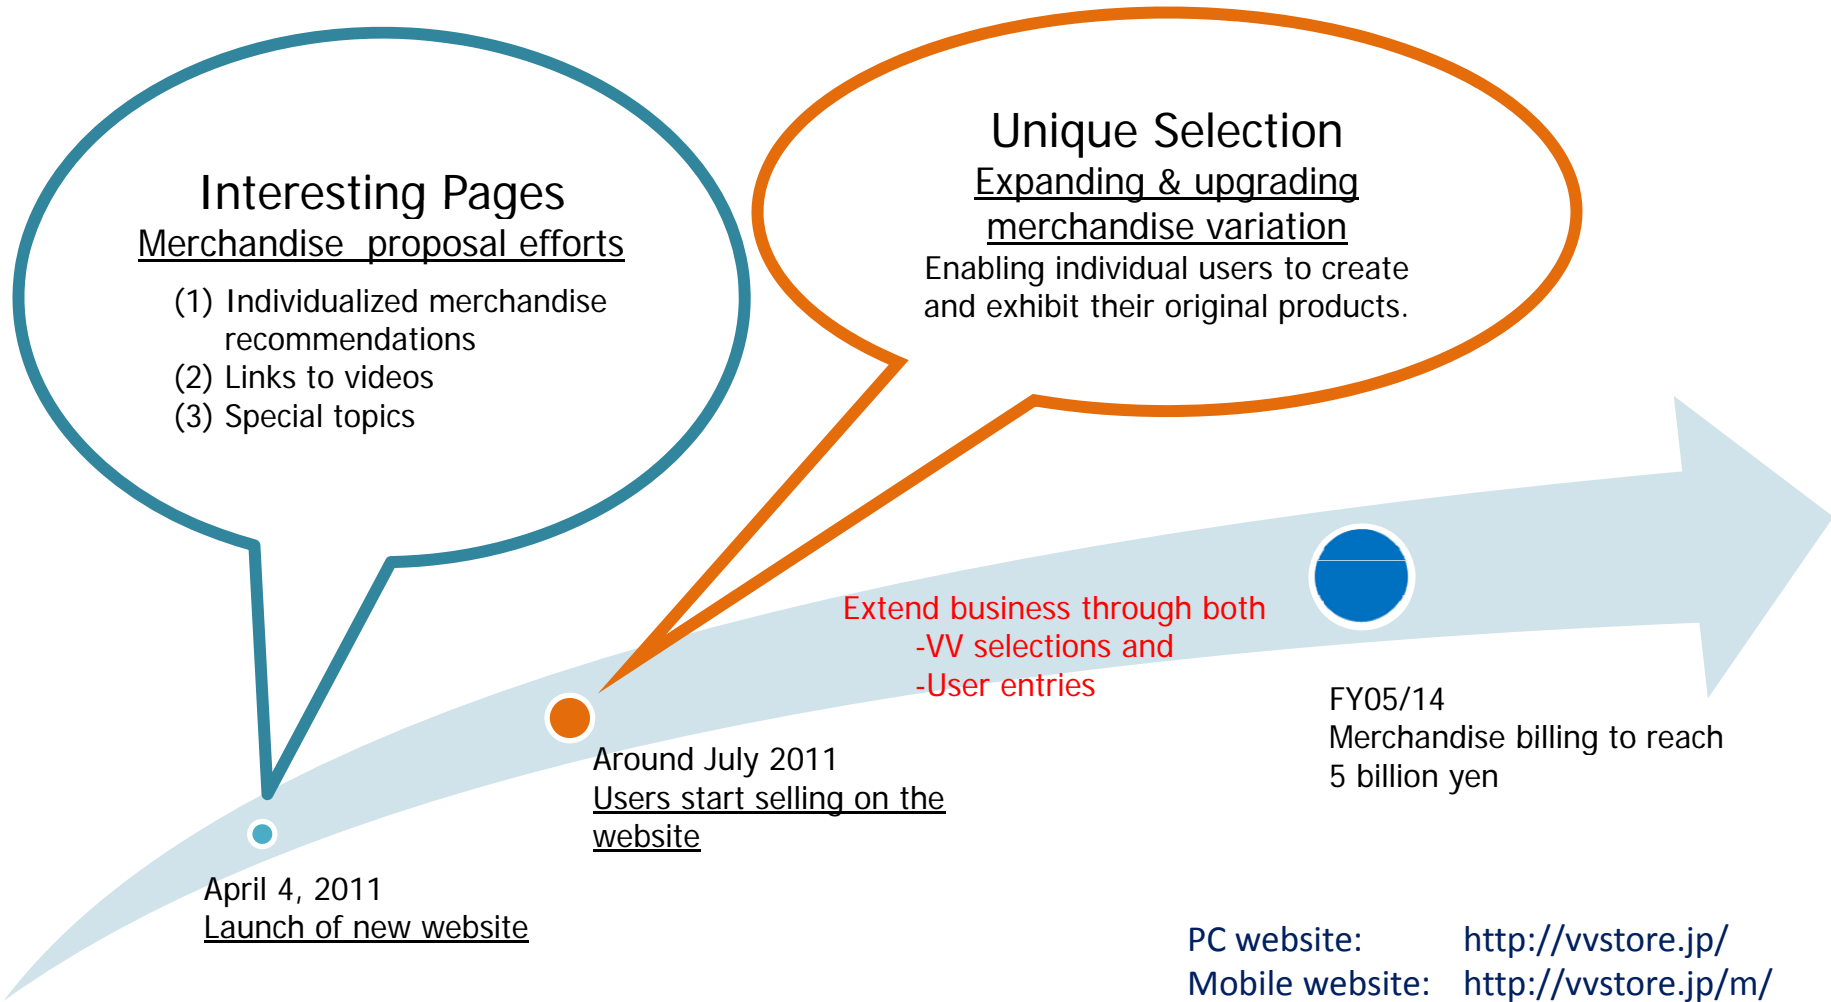 Interesting Pages
Merchandise proposal efforts
(1) Individualized merchandise
recommendations
(2) Links to videos
(3) Special topics
Unique Selection
Expanding & upgrading
merchandise variation
Enabling individual users to create
and exhibit their original products.
Extend business through both
-VV selections and
-User entries
FY05/14
Merchandise billing to reach
5 billion yen
Around July 2011
Users start selling on the
website
April 4, 2011
Launch of new website
PC website: http://vvstore.jp/
Mobile website: http://vvstore.jp/m/